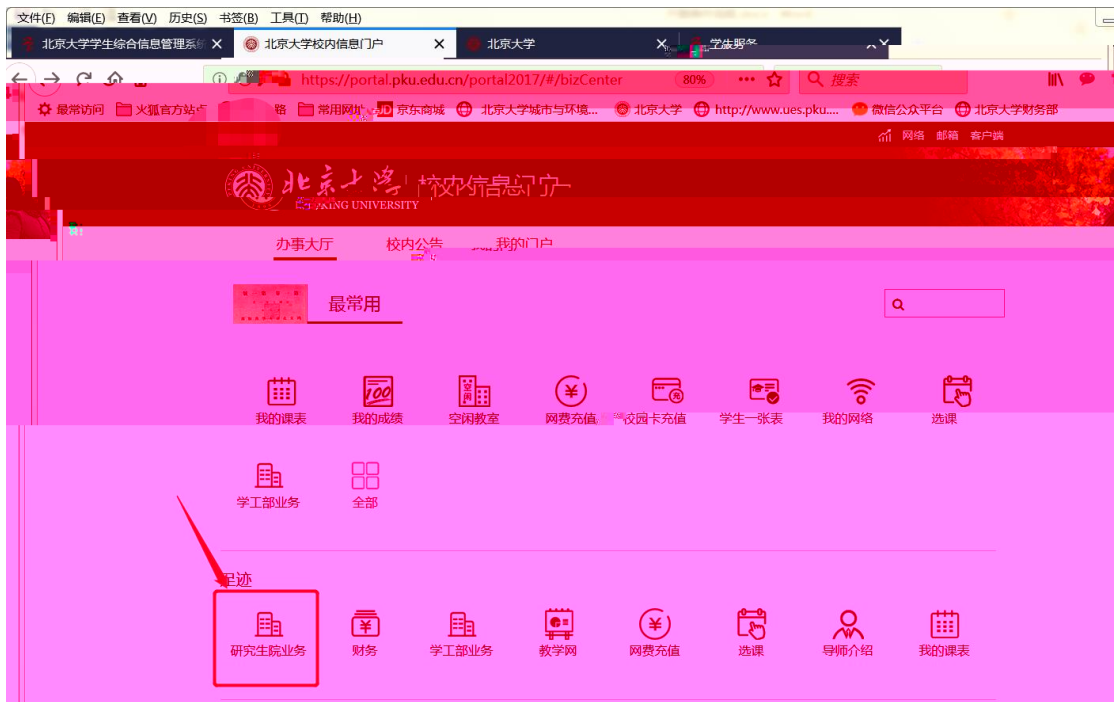 文件(F) 编辑(E) 查看(V) 历史(S) 书签(B) 工具(T) 帮助(H)
北京大学学生综合信息管理系统 北京大学校内信息门户 北京大学
https://portal.pku.edu.cn/portal2017/#/bizCenter 80% 搜索
最常访问 火狐官方站点 常用网址 JD 京东商城 北京大学城市与环境... 北京大学 http://www.ues.pku.... 微信公众平台 北京大学财务部
网络 邮箱 客户端
北京大学 校内信息门户
PEKING UNIVERSITY
办事大厅 校内公告 我的门户
最常用
我的课表 我的成绩 空闲教室 网费充值 校园卡充值 学生一张表 我的网络 选课
学工部业务 全部
足迹
研究生院业务 财务 学工部业务 教学网 网费充值 选课 导师介绍 我的课表